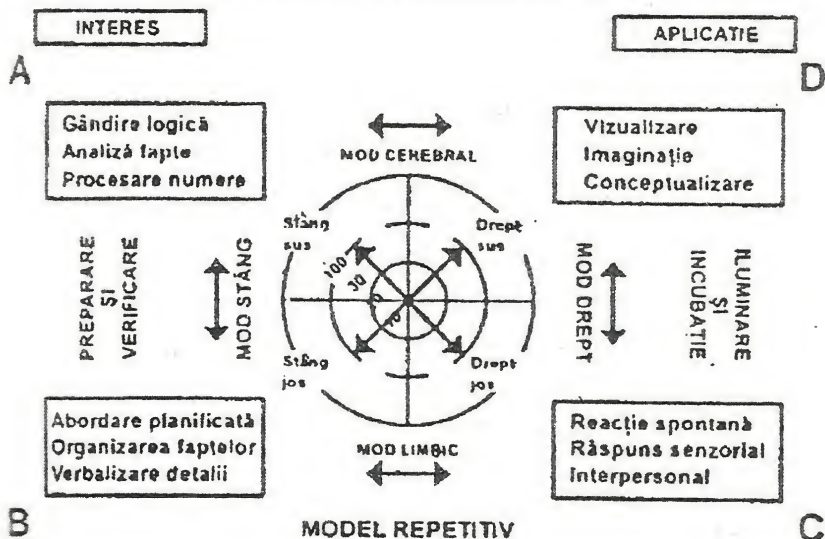 INTERES
APLICATIE
A
D
Gândire logică
Analiză fapte
Procesare numere
MOD CEREBRAL
Vizualizare
Imaginație
Conceptualizare
Stâng
sus
Drept
sus
100
PREPARARE
ȘI
VERIFICARE
MOD STÂNG
MOD DREPT
ILUMINARE
ȘI
INCUBAȚIE
Stâng
jos
Drept
jos
Abordare planificată
Organizarea faptelor
Verbalizare detalii
MOD LIMBIC
Reacție spontană
Răspuns senzorial
Interpersonal
B
MODEL REPETITIV
C